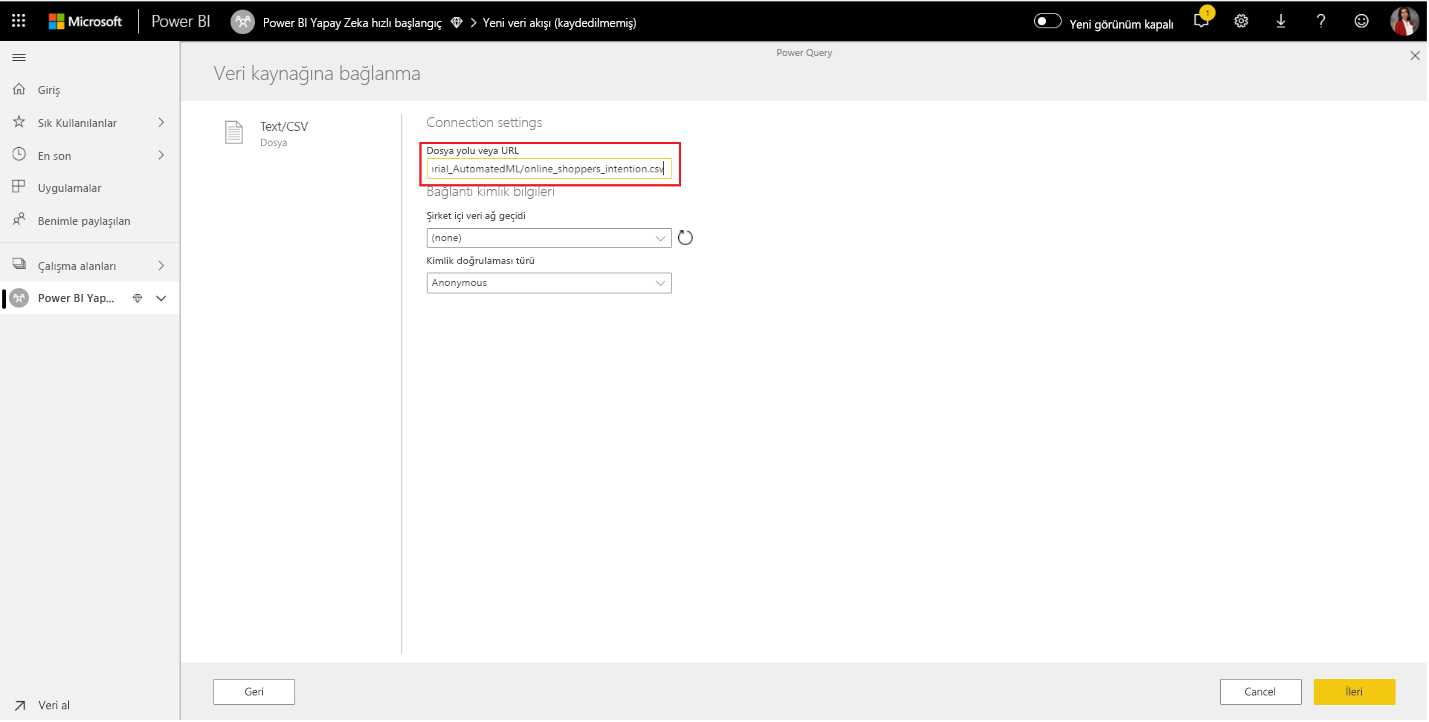 Microsoft Power BI Power BI Yapay Zeka hızlı başlangıç Yeni veri akışı (kaydedilmemiş) Yeni görünüm kapalı 1
Power Query
Veri kaynağına bağlanma
Giriş
Sık Kullanılanlar
En son
Uygulamalar
Benimle paylaşılan
Çalışma alanları
Power BI Yap...
Veri al
Text/CSV
Dosya
Connection settings
Dosya yolu veya URL
rial_AutomatedML/online_shoppers_intention.csv
Bağlantı kimlik bilgileri
Şirket içi veri ağ geçidi
(none)
Kimlik doğrulaması türü
Anonymous
Geri
Cancel
İleri